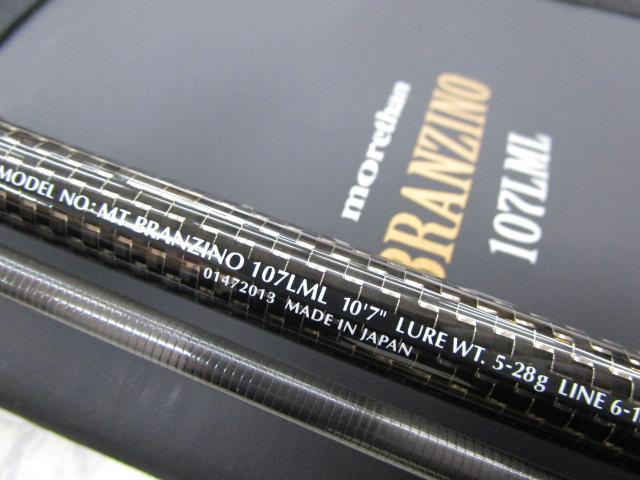 morethan
BRANZINO
107LML
MODEL NO: MT BRANZINO 107LML 10'7" LURE WT. 5-28g LINE 6-1
01472013 MADE IN JAPAN